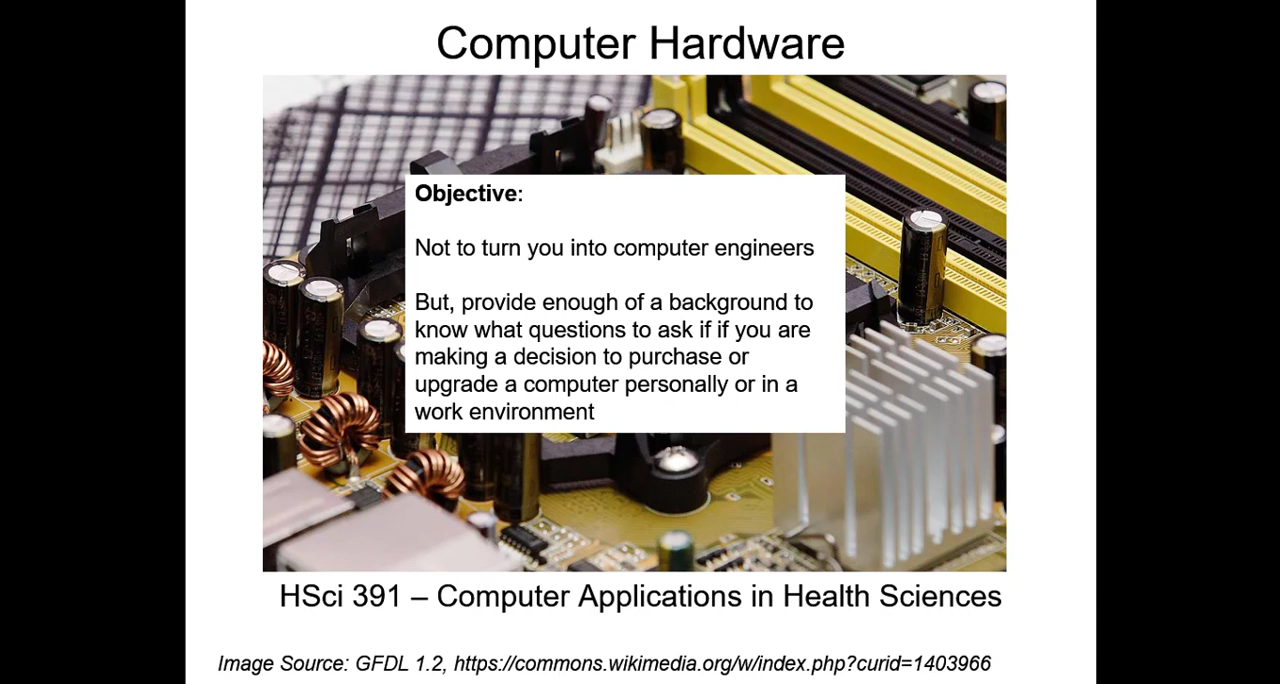 Computer Hardware
Objective:
Not to turn you into computer engineers
But, provide enough of a background to
know what questions to ask if if you are
making a decision to purchase or
upgrade a computer personally or in a
work environment
HSci 391 – Computer Applications in Health Sciences
Image Source: GFDL 1.2, https://commons.wikimedia.org/w/index.php?curid=1403966